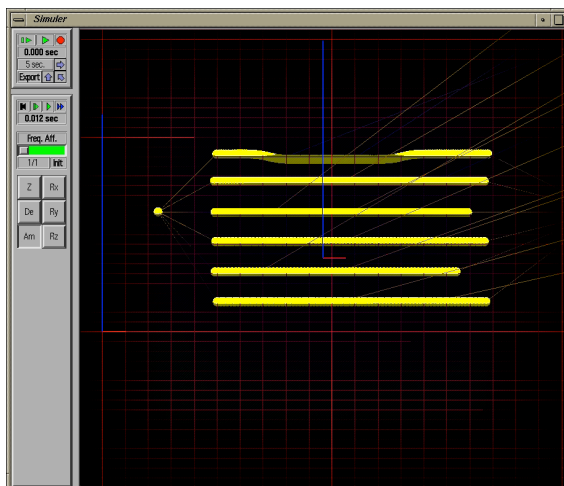 Simuler
0.000 sec
5 sec.
Export
0.012 sec
Freq. Aff.
1/1 Init
Z Rx
De Ry
Am Rz